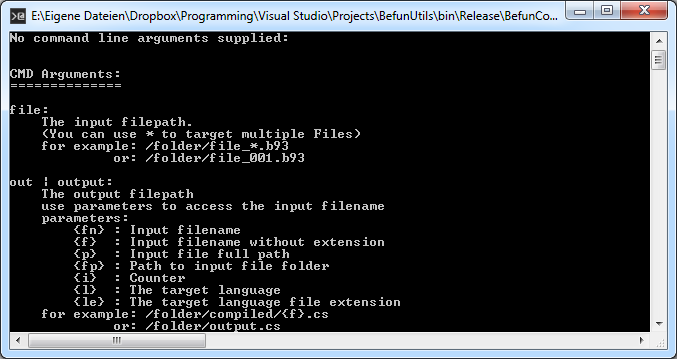 E:\Eigene Dateien\Dropbox\Programming\Visual Studio\Projects\BefunUtils\bin\Release\BefunCo...
No command line arguments supplied:
CMD Arguments:
==============
file:
The input filepath.
(You can use * to target multiple Files)
for example: /folder/file_*.b93
or: /folder/file_001.b93
out ¦ output:
The output filepath
use parameters to access the input filename
parameters:
{fn} : Input filename
{f}  : Input filename without extension
{p}  : Input file full path
{fp} : Path to input file folder
{i}  : Counter
{l}  : The target language
{le} : The target language file extension
for example: /folder/compiled/{f}.cs
or: /folder/output.cs